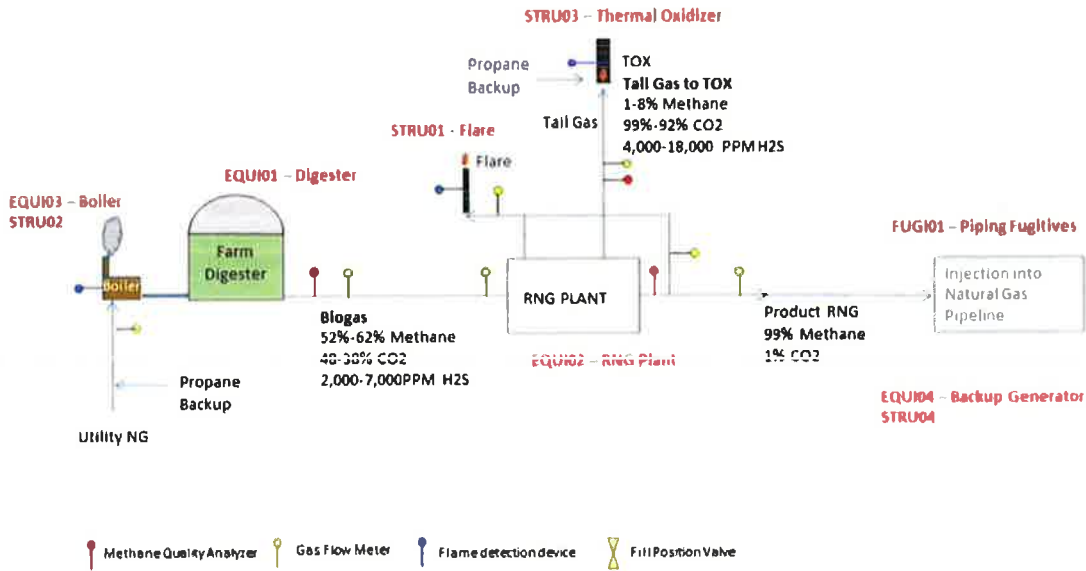 STRU03 - Thermal Oxidizer
Propane
Backup
TOX
Tail Gas to TOX
1-8% Methane
99%-92% CO2
4,000-18,000 PPM H2S
Tail Gas
STRU01 - Flare
Flare
EQUI01 - Digester
EQUI03 - Boiler
STRU02
Boiler
Farm
Digester
FUGI01 - Piping Fugitives
Injection into
Natural Gas
Pipeline
RNG PLANT
Biogas
52%-62% Methane
48-38% CO2
2,000-7,000PPM H2S
Product RNG
99% Methane
1% CO2
EQUI02 - RNG Plant
Propane
Backup
EQUI04 - Backup Generator
STRU04
Utility NG
Methane Quality Analyzer
Gas Flow Meter
Flame detection device
Fill Position Valve